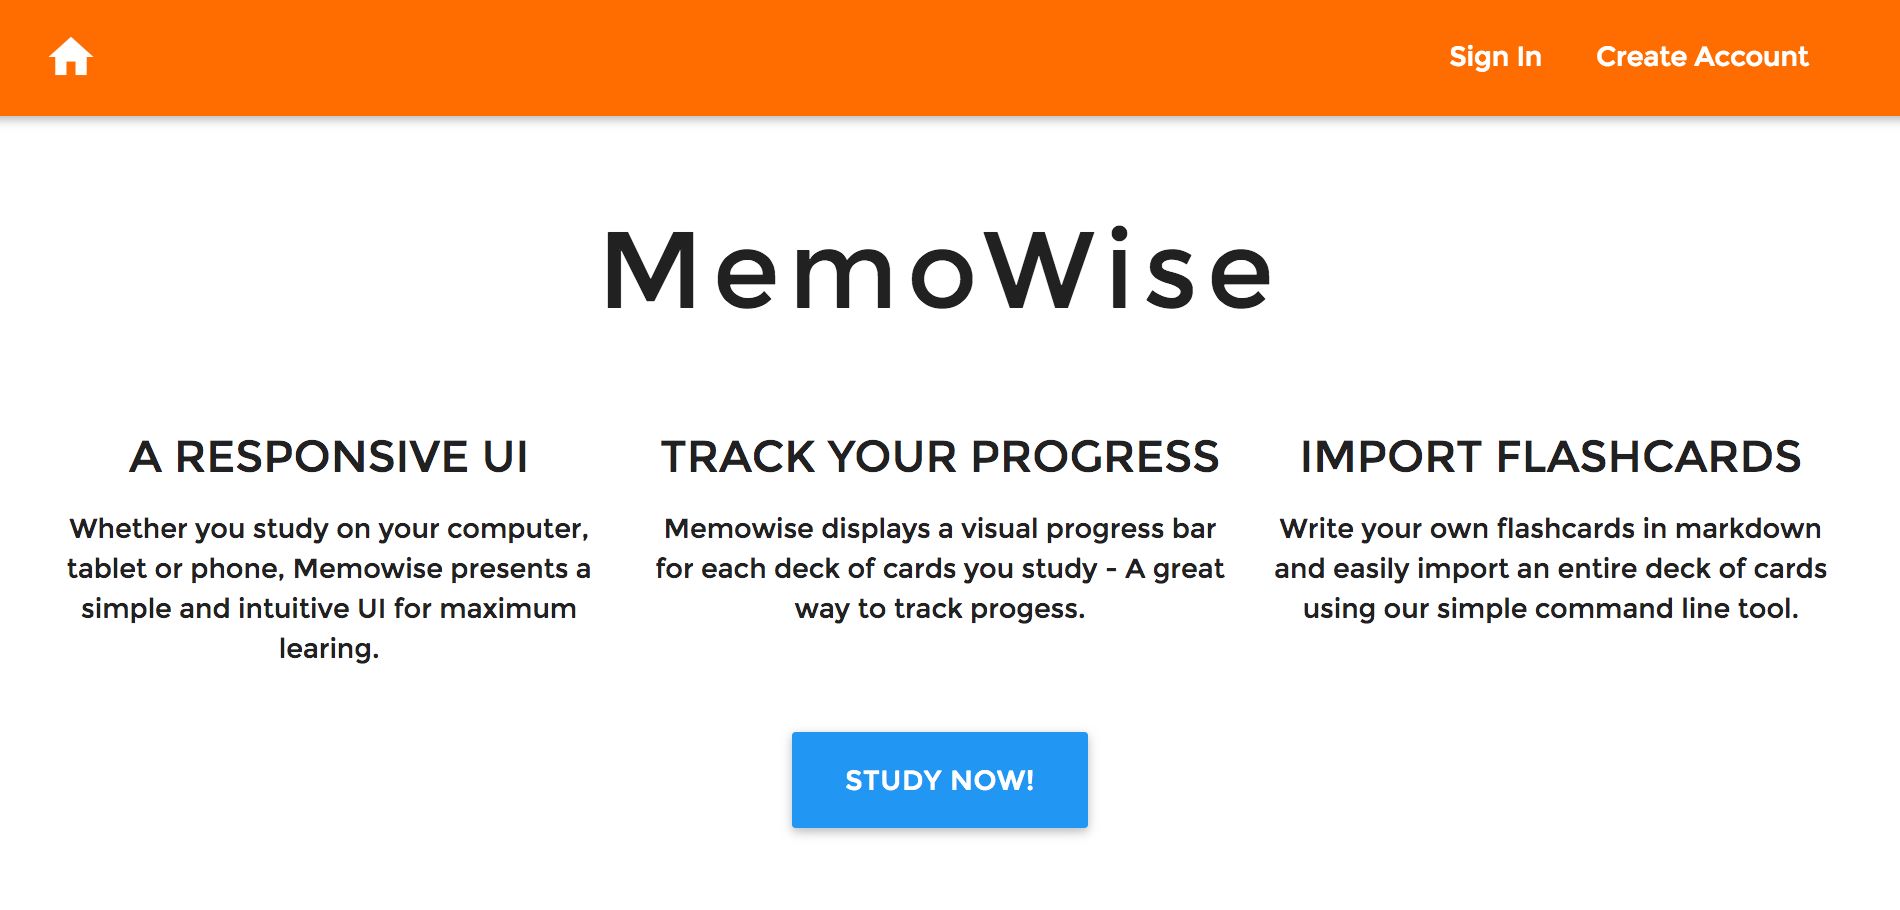 Sign In
Create Account
MemoWise
A RESPONSIVE UI
Whether you study on your computer,
tablet or phone, Memowise presents a
simple and intuitive UI for maximum
learing.
TRACK YOUR PROGRESS
Memowise displays a visual progress bar
for each deck of cards you study - A great
way to track progess.
IMPORT FLASHCARDS
Write your own flashcards in markdown
and easily import an entire deck of cards
using our simple command line tool.
STUDY NOW!